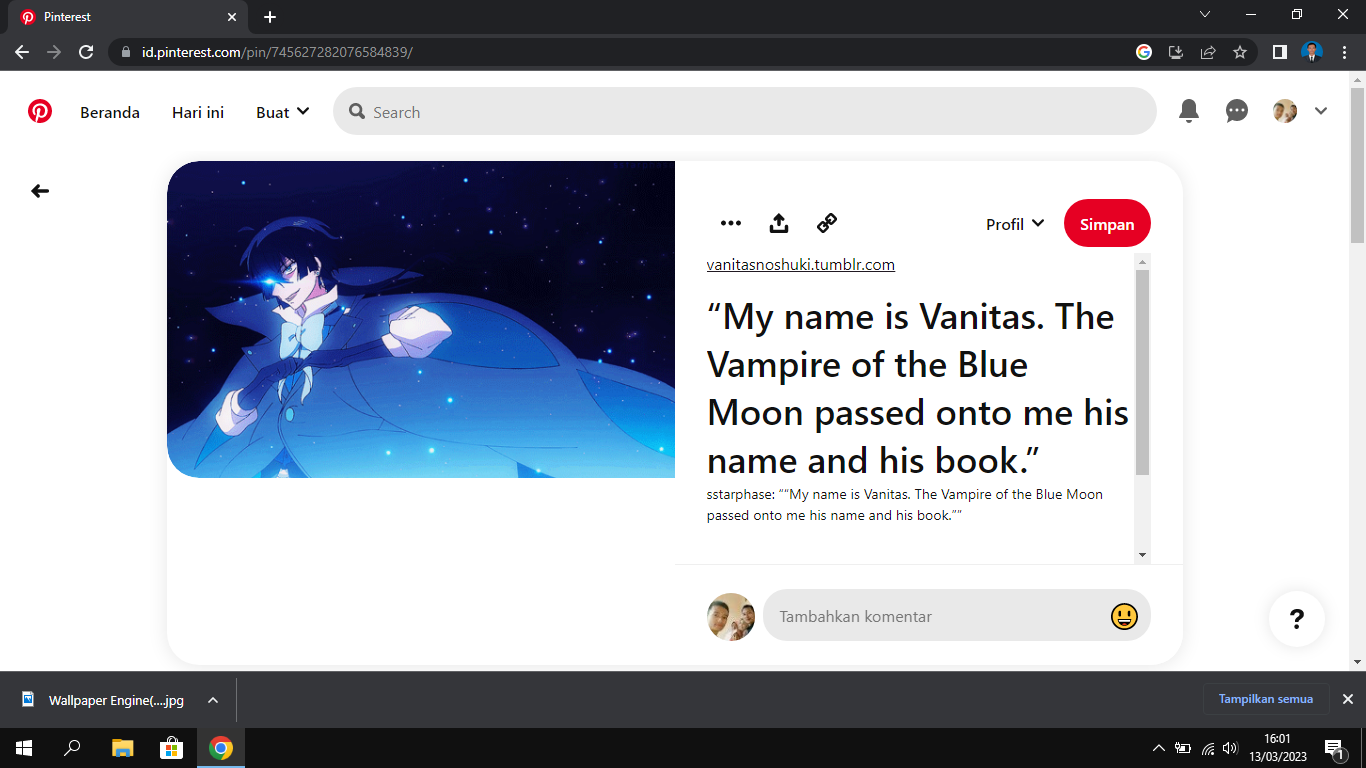 Pinterest
id.pinterest.com/pin/745627282076584839/
Beranda
Hari ini
Buat
Search
Profil
Simpan
vanitasnoshuki.tumblr.com
“My name is Vanitas. The
Vampire of the Blue
Moon passed onto me his
name and his book.”
sstarphase: ““My name is Vanitas. The Vampire of the Blue Moon
passed onto me his name and his book.””
Tambahkan komentar
?
Wallpaper Engine(....jpg
Tampilkan semua
16:01
13/03/2023
1